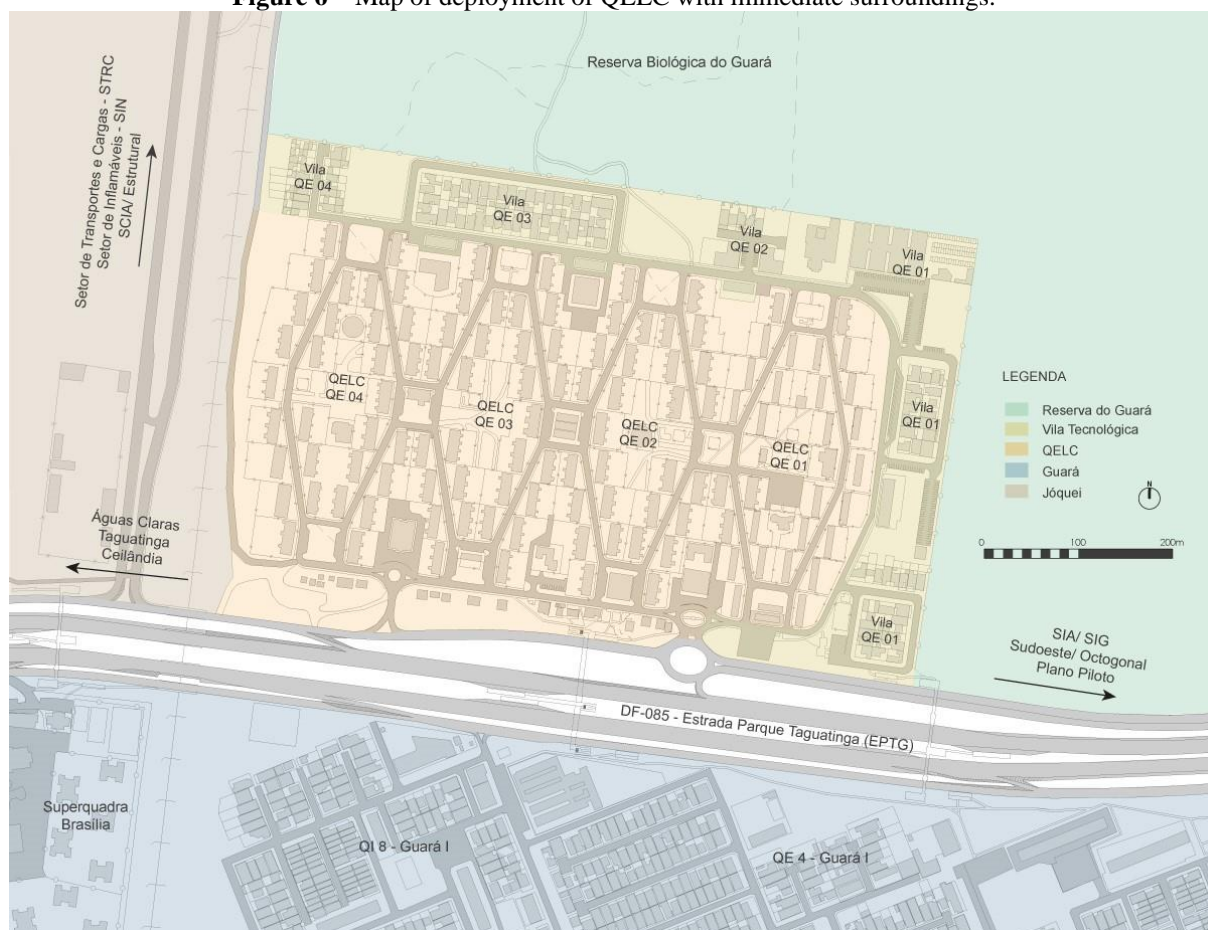 Figure 6 – Map of deployment of QELC with immediate surroundings.
Reserva Biológica do Guará
Setor de Transportes e Cargas - STRC
Setor de Inflamáveis - SIN
SCIA/ Estrutural
Vila
QE 04
Vila
QE 03
Vila
QE 02
Vila
QE 01
QELC
QE 04
QELC
QE 03
QELC
QE 02
QELC
QE 01
Vila
QE 01
LEGENDA
Reserva do Guará
Vila Tecnológica
QELC
Guará
Jóquei
N
0
100
200m
Águas Claras
Taguatinga
Ceilândia
Vila
QE 01
SIA/ SIG
Sudoeste/ Octogonal
Plano Piloto
DF-085 - Estrada Parque Taguatinga (EPTG)
Superquadra
Brasília
QI 8 - Guará I
QE 4 - Guará I